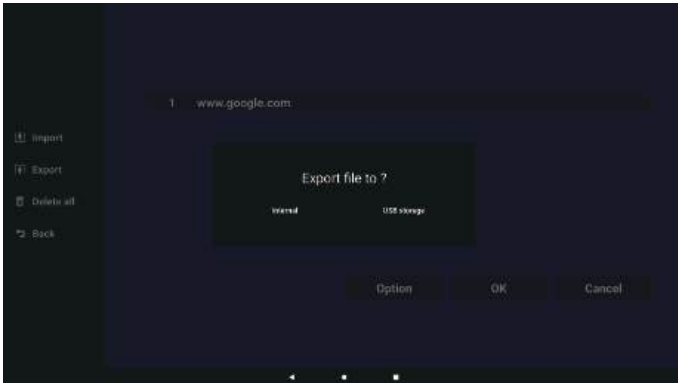 1 www.google.com
Import
Export
Delete all
Back
Export file to ?
Internal USB storage
Option OK Cancel